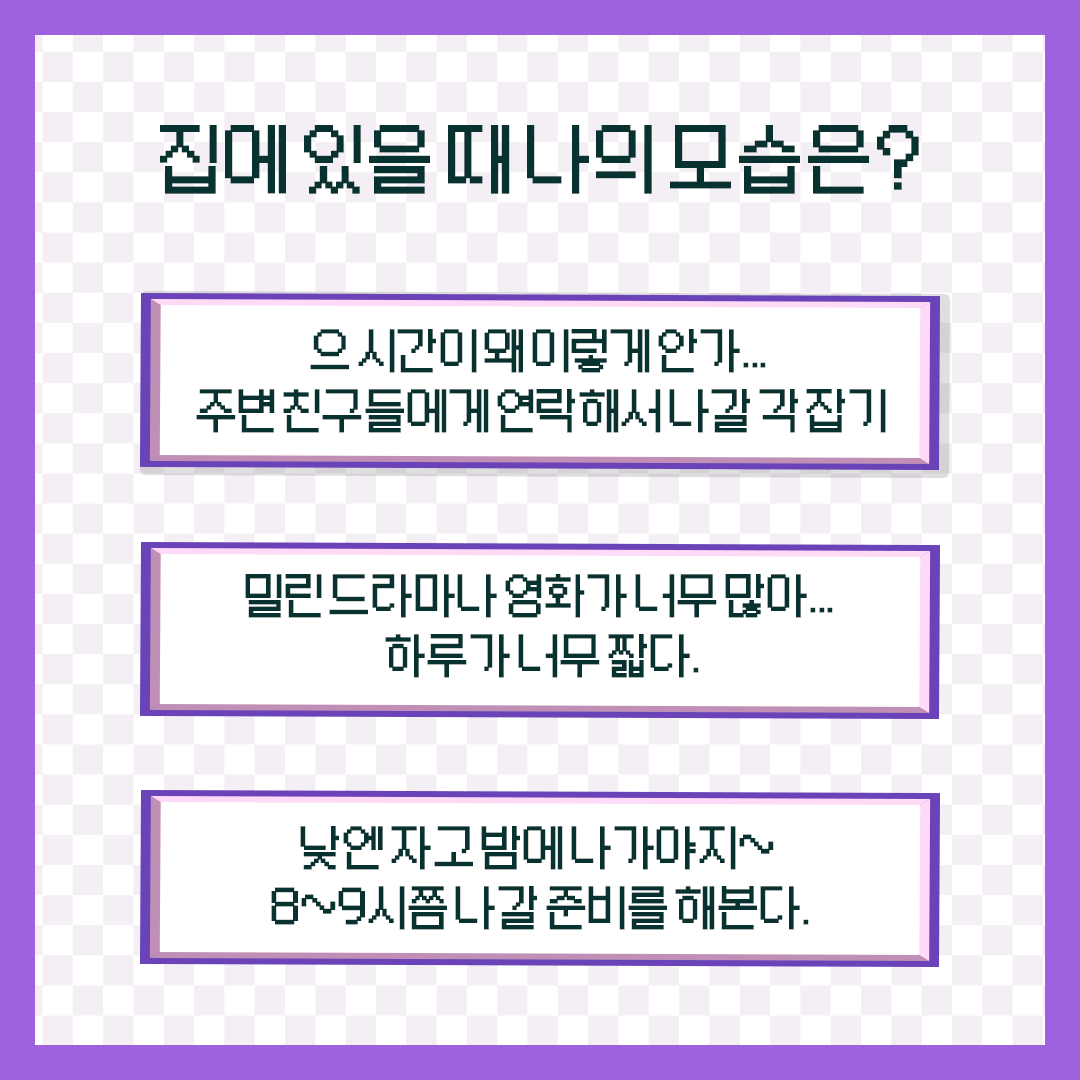 집에 있을 때 나의 모습은?
으 시간이 왜 이렇게 안가...
주변 친구들에게 연락해서 나갈 각 잡기
밀린 드라마나 영화가 너무 많아...
하루가 너무 짧다.
낮엔 자고 밤에 나가야지~
8~9시쯤 나갈 준비를 해본다.